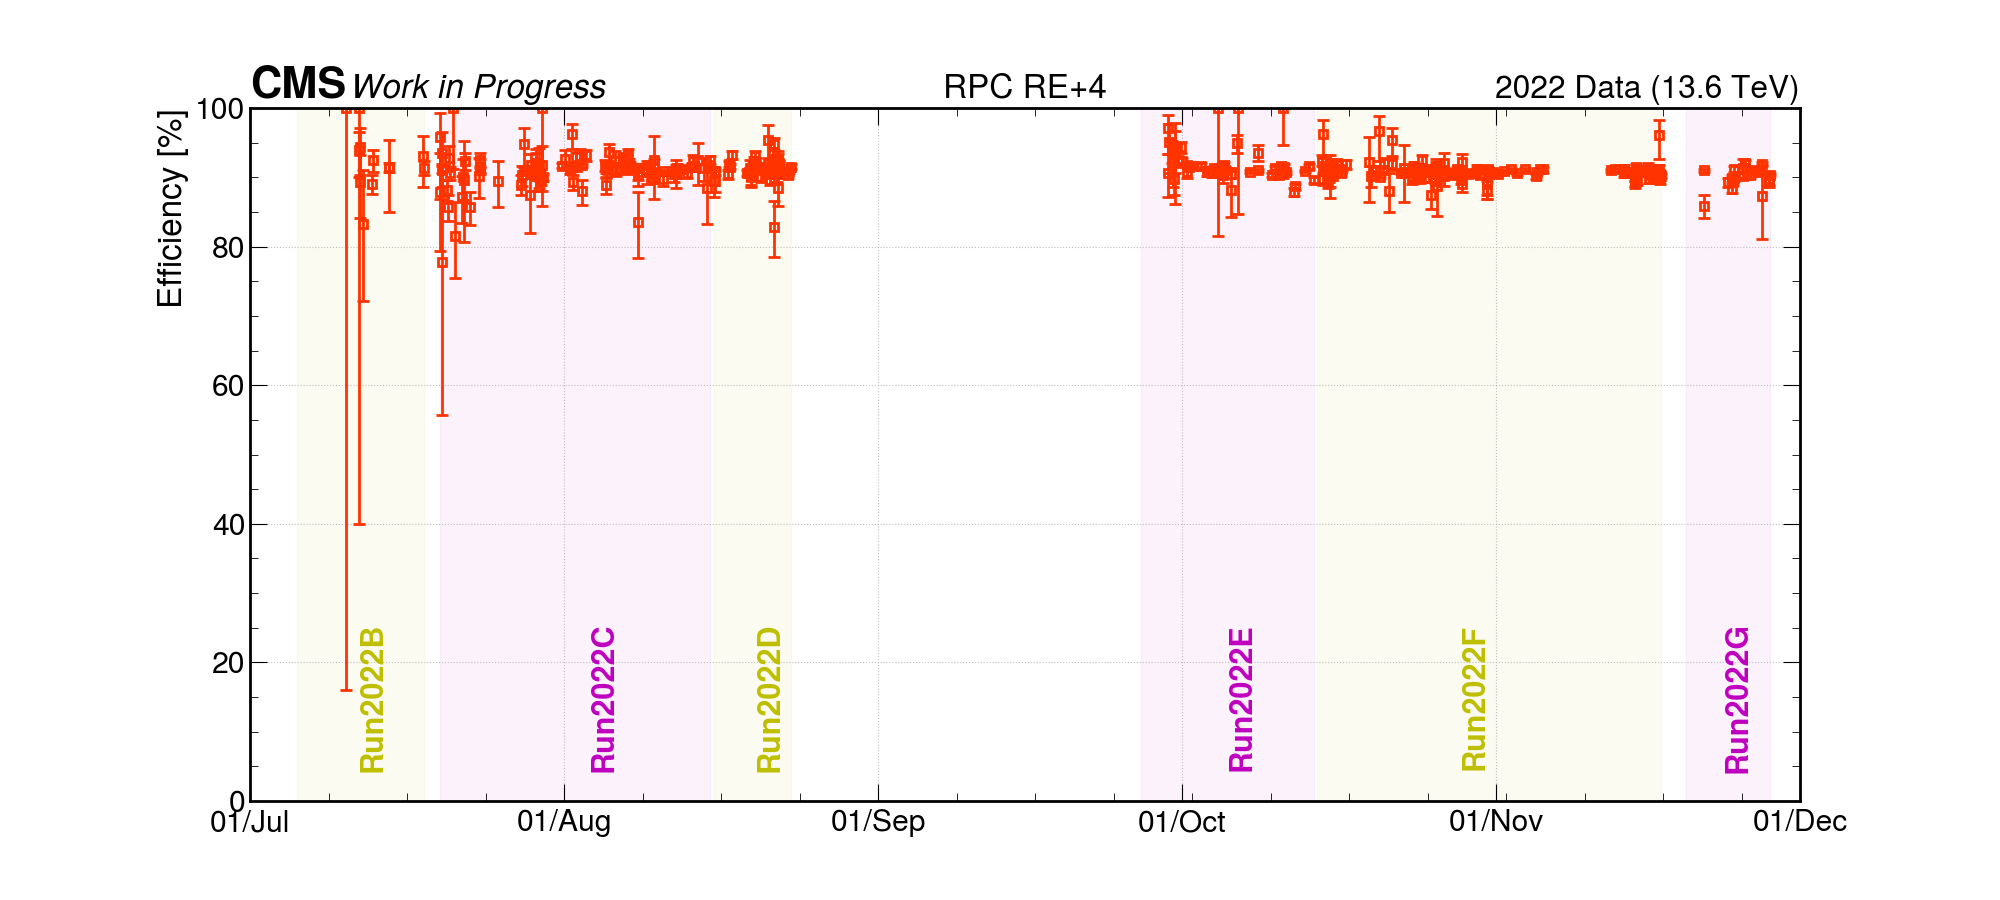 CMS Work in Progress RPC RE+4 2022 Data (13.6 TeV)
Efficiency [%]
100
80
60
40
20
0
Run2022B
Run2022C
Run2022D
Run2022E
Run2022F
Run2022G
01/Jul 01/Aug 01/Sep 01/Oct 01/Nov 01/Dec